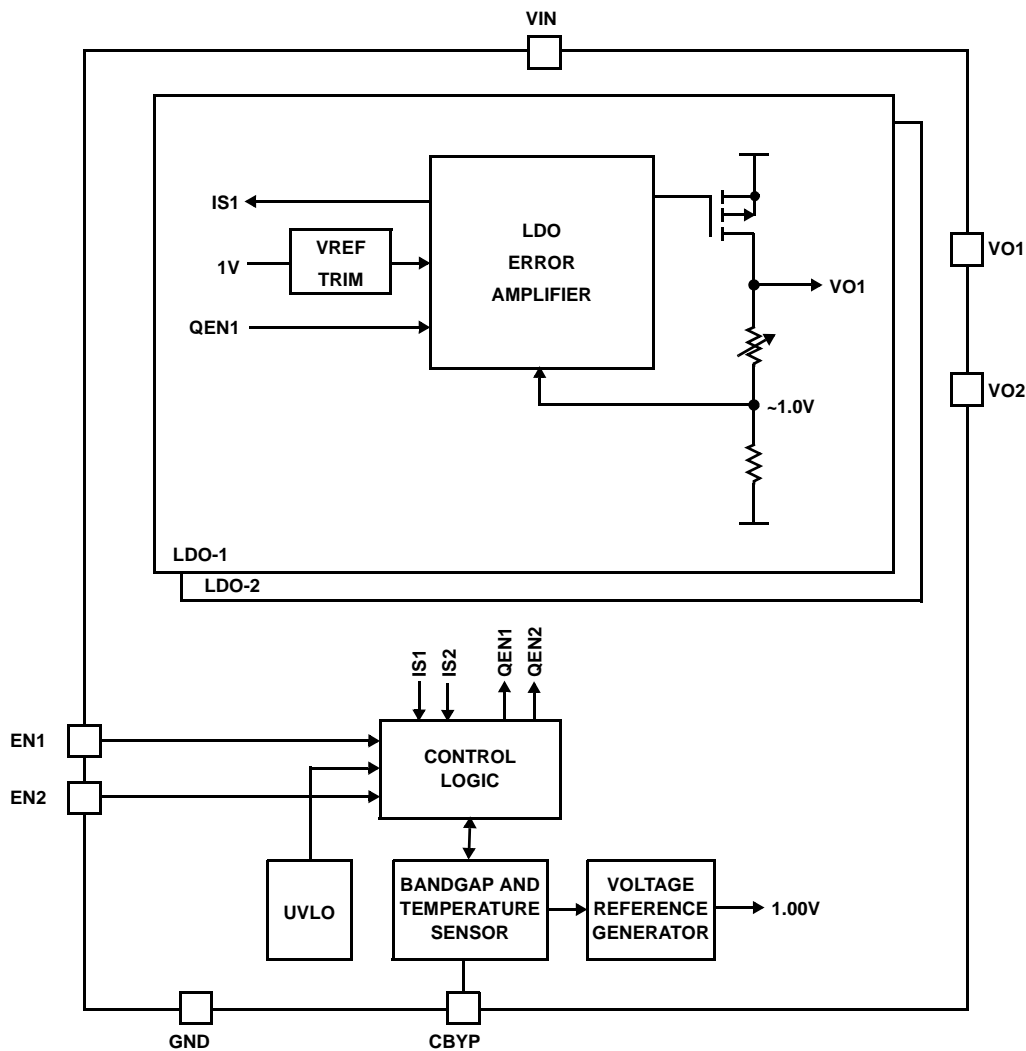 VIN
IS1
LDO
ERROR
AMPLIFIER
VREF
TRIM
1V
QEN1
VO1
VO1
VO2
~1.0V
LDO-1
LDO-2
IS1
IS2
QEN1
QEN2
EN1
EN2
CONTROL
LOGIC
UVLO
BANDGAP AND
TEMPERATURE
SENSOR
VOLTAGE
REFERENCE
GENERATOR
1.00V
GND
CBYP